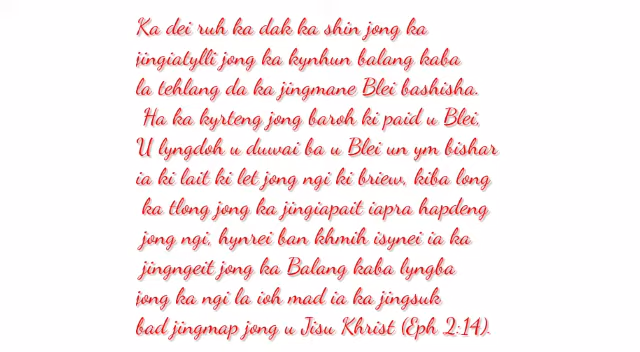 Ka dei ruh ka dak ka shin jong ka
jingiatylli jong ka kynhun balang kaba
la tehlang da ka jingmane Blei bashisha.
Ha ka kyrteng jong baroh ki paid u Blei,
U lyngdoh u duwai ba u Blei un ym bishar
ia ki lait ki let jong ngi ki briew, kiba long
ka tlong jong ka jingiapait iapra hapdeng
jong ngi, hynrei ban khmih isynei ia ka
jingngeit jong ka Balang kaba lyngba
jong ka ngi la ioh mad ia ka jingsuk
bad jingmap jong u Jisu Khrist (Eph 2:14).